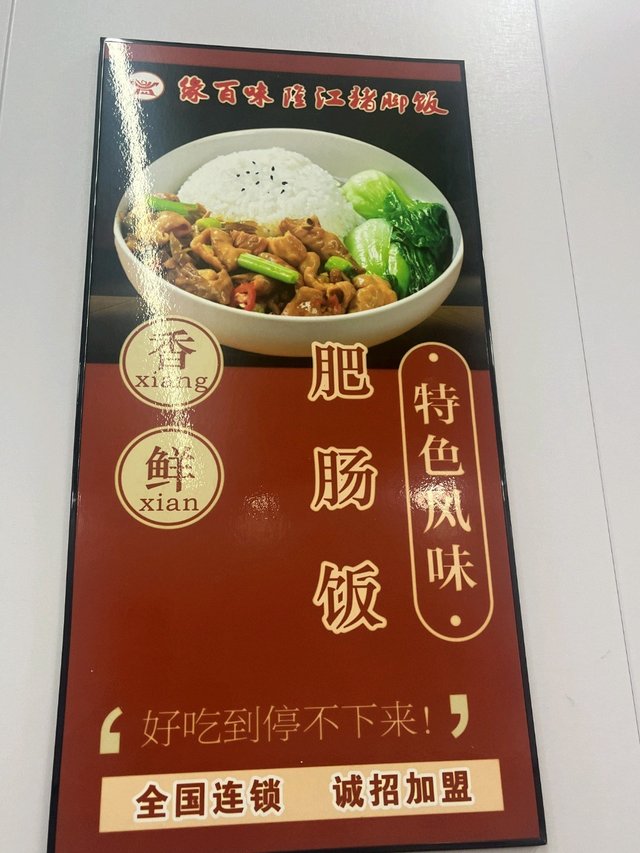 缘百味 隆江猪脚饭
香
xiang
鲜
xian
肥肠饭
特色风味
‘好吃到停不下来!’
全国连锁 诚招加盟